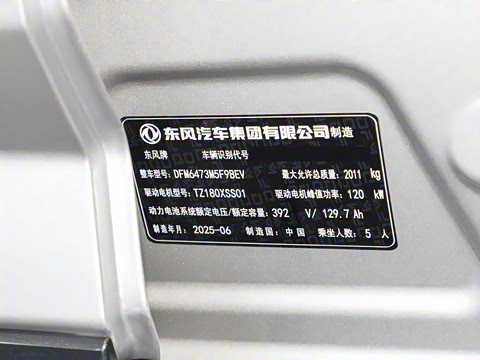 东风汽车集团有限公司制造
东风牌 车辆识别代号
整车型号: DFM6473M5F9BEV 最大允许总质量: 2011 kg
驱动电机型号: TZ180XSS01 驱动电机峰值功率: 120 kW
动力电池系统额定电压/额定容量: 392 V/ 129.7 Ah
制造年月: 2025-06 制造国: 中国 乘坐人数: 5 人